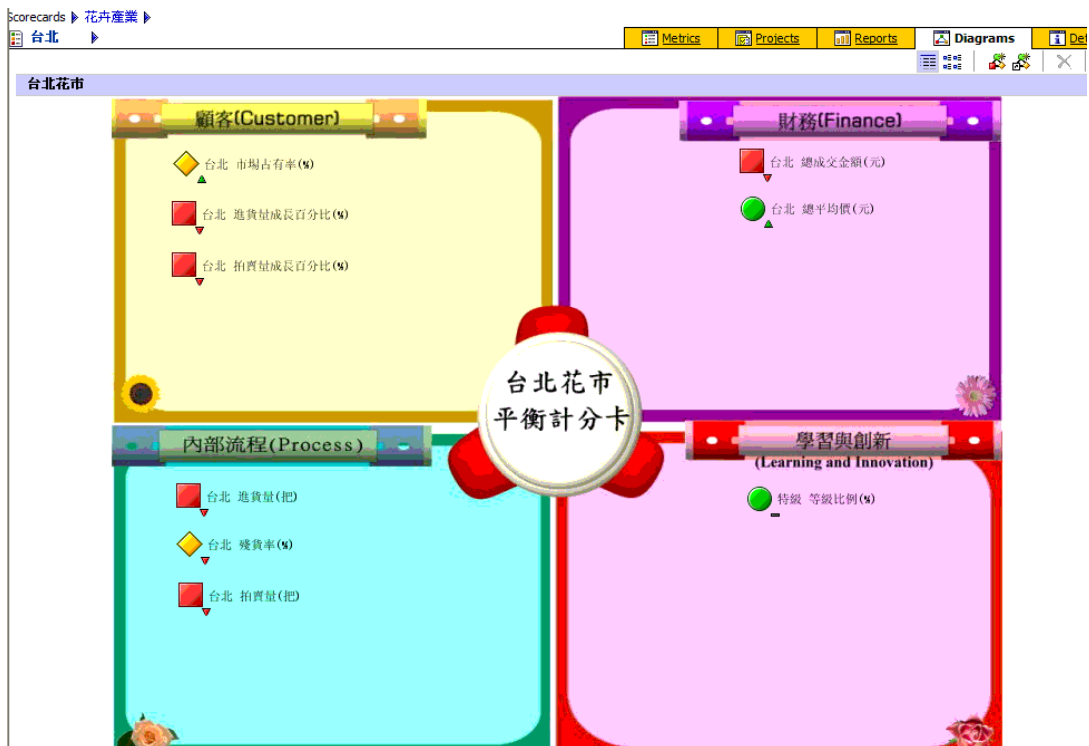 Scorecards 花卉產業
台北
Metrics Projects Reports Diagrams Det
台北花市
顧客(Customer)
台北 市場占有率(%)
台北 進貨量成長百分比(%)
台北 拍賣量成長百分比(%)
財務(Finance)
台北 總成交金額(元)
台北 總平均價(元)
台北花市
平衡計分卡
內部流程(Process)
台北 進貨量(把)
台北 殘貨率(%)
台北 拍賣量(把)
學習與創新
(Learning and Innovation)
特級 等級比例(%)